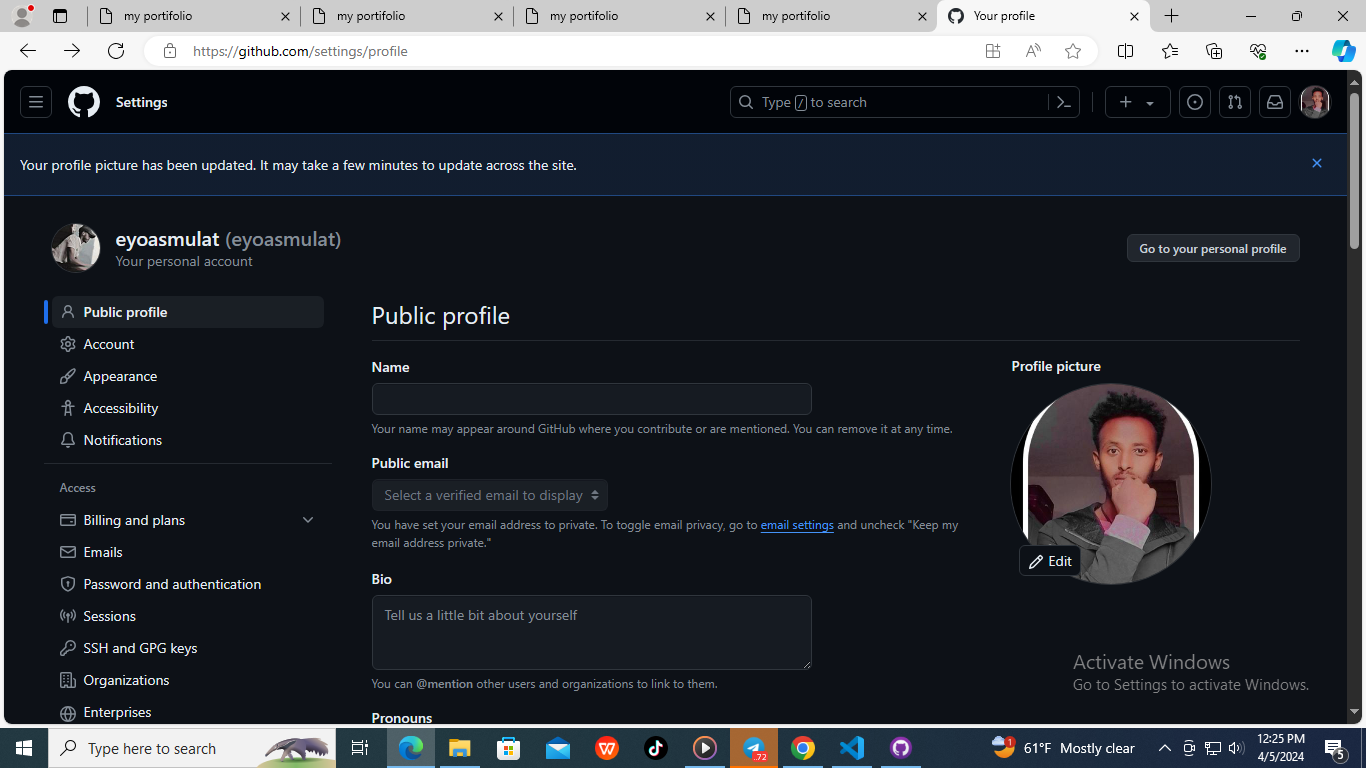 my portifolio
my portifolio
my portifolio
my portifolio
Your profile
https://github.com/settings/profile
Settings
Type / to search
Your profile picture has been updated. It may take a few minutes to update across the site.
eyoasmulat (eyoasmulat)
Your personal account
Go to your personal profile
Public profile
Account
Appearance
Accessibility
Notifications
Access
Billing and plans
Emails
Password and authentication
Sessions
SSH and GPG keys
Organizations
Enterprises
Public profile
Name
Your name may appear around GitHub where you contribute or are mentioned. You can remove it at any time.
Public email
Select a verified email to display
You have set your email address to private. To toggle email privacy, go to email settings and uncheck "Keep my
email address private."
Bio
Tell us a little bit about yourself
You can @mention other users and organizations to link to them.
Pronouns
Profile picture
Edit
Activate Windows
Go to Settings to activate Windows.
Type here to search
72
1
61°F Mostly clear
12:25 PM
4/5/2024
5